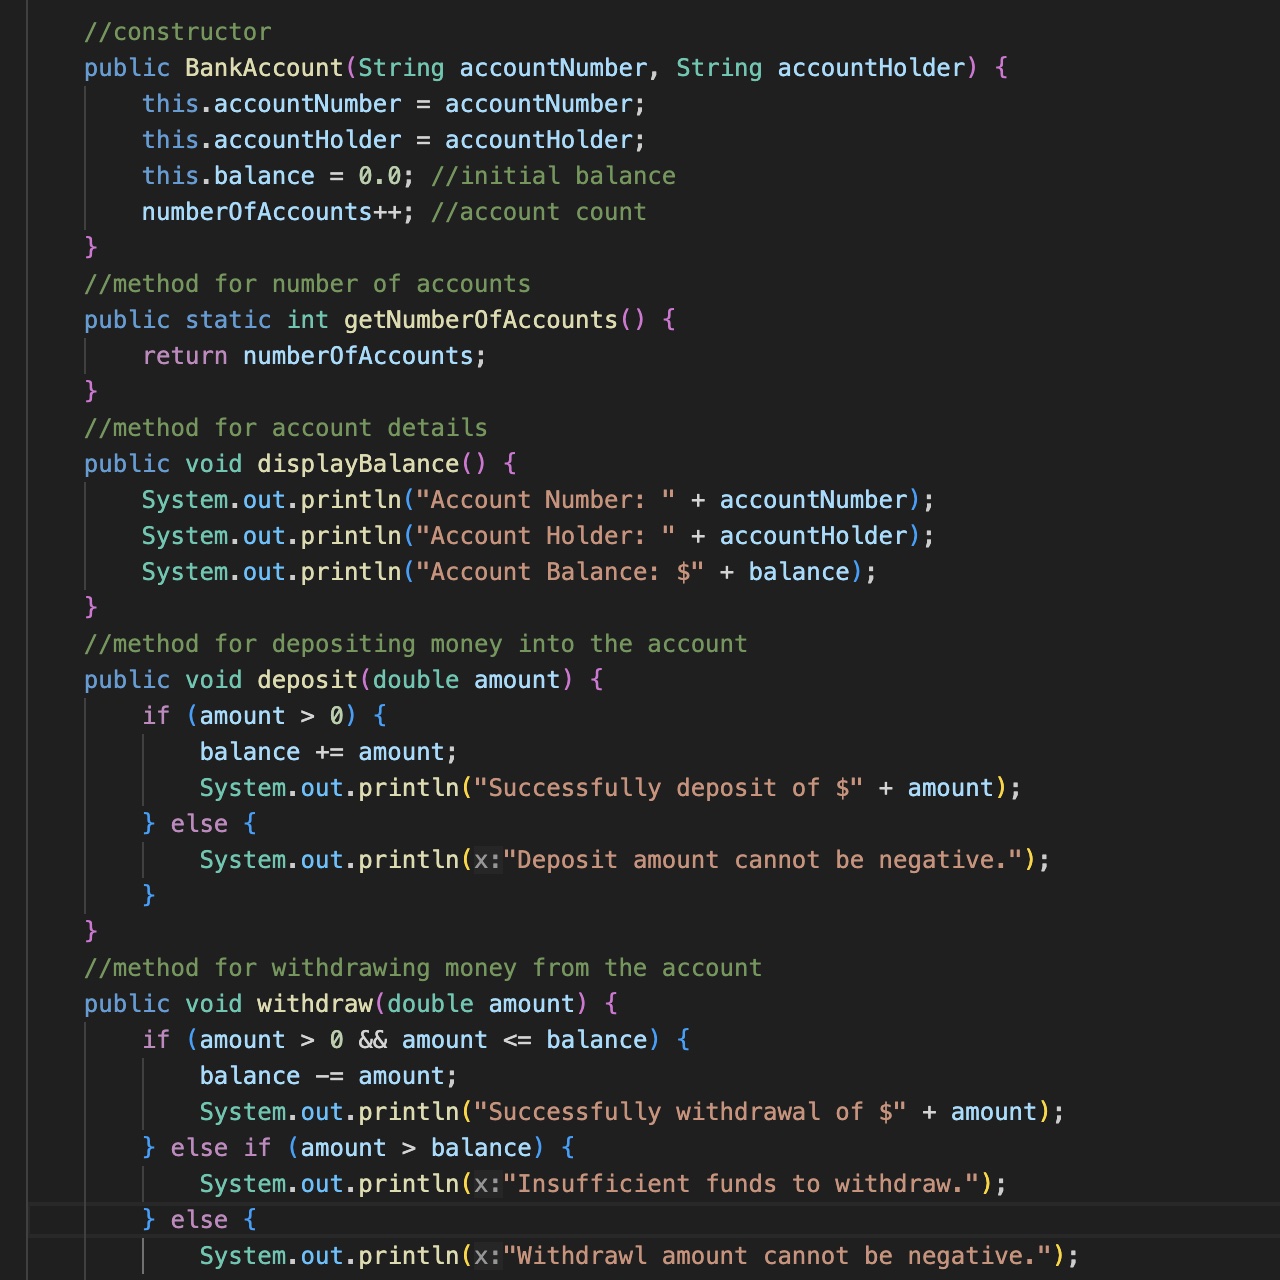 //constructor
public BankAccount(String accountNumber, String accountHolder) {
this.accountNumber = accountNumber;
this.accountHolder = accountHolder;
this.balance = 0.0; //initial balance
numberOfAccounts++; //account count
}
//method for number of accounts
public static int getNumberOfAccounts() {
return numberOfAccounts;
}
//method for account details
public void displayBalance() {
System.out.println("Account Number: " + accountNumber);
System.out.println("Account Holder: " + accountHolder);
System.out.println("Account Balance: $" + balance);
}
//method for depositing money into the account
public void deposit(double amount) {
if (amount > 0) {
balance += amount;
System.out.println("Successfully deposit of $" + amount);
} else {
System.out.println(x:"Deposit amount cannot be negative.");
}
}
//method for withdrawing money from the account
public void withdraw(double amount) {
if (amount > 0 && amount <= balance) {
balance -= amount;
System.out.println("Successfully withdrawal of $" + amount);
} else if (amount > balance) {
System.out.println(x:"Insufficient funds to withdraw.");
} else {
System.out.println(x:"Withdrawl amount cannot be negative.");